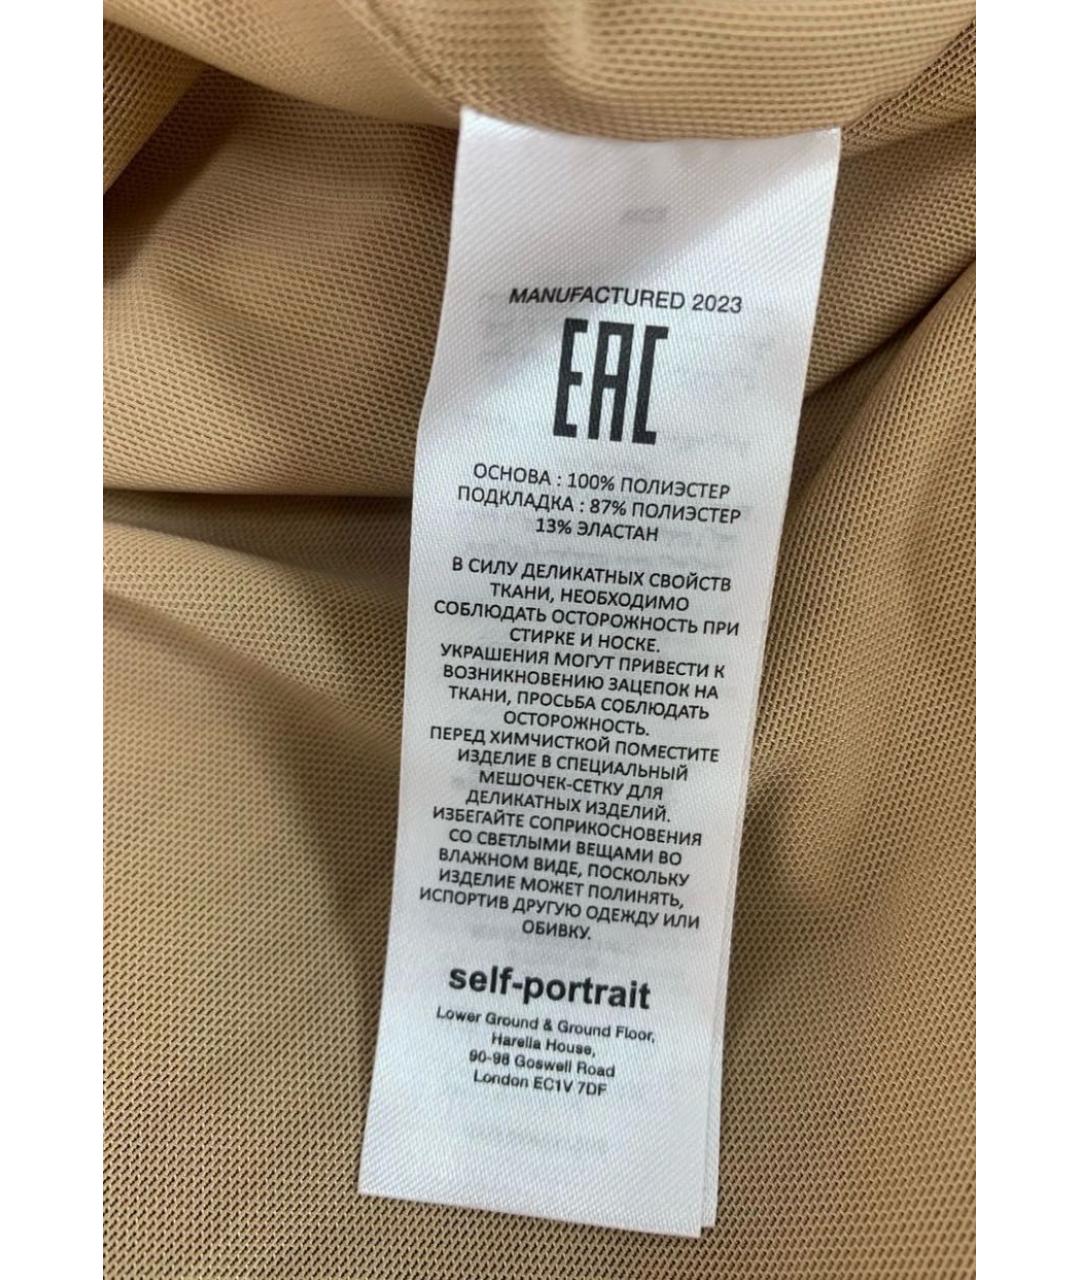 MANUFACTURED 2023
EAC
ОСНОВА : 100% ПОЛИЭСТЕР
ПОДКЛАДКА : 87% ПОЛИЭСТЕР
13% ЭЛАСТАН
В СИЛУ ДЕЛИКАТНЫХ СВОЙСТВ
ТКАНИ, НЕОБХОДИМО
СОБЛЮДАТЬ ОСТОРОЖНОСТЬ ПРИ
СТИРКЕ И НОСКЕ.
УКРАШЕНИЯ МОГУТ ПРИВЕСТИ К
ВОЗНИКНОВЕНИЮ ЗАЦЕПОК НА
ТКАНИ, ПРОСЬБА СОБЛЮДАТЬ
ОСТОРОЖНОСТЬ.
ПЕРЕД ХИМЧИСТКОЙ ПОМЕСТИТЕ
ИЗДЕЛИЕ В СПЕЦИАЛЬНЫЙ
МЕШОЧЕК-СЕТКУ ДЛЯ
ДЕЛИКАТНЫХ ИЗДЕЛИЙ.
ИЗБЕГАЙТЕ СОПРИКОСНОВЕНИЯ
СО СВЕТЛЫМИ ВЕЩАМИ ВО
ВЛАЖНОМ ВИДЕ, ПОСКОЛЬКУ
ИЗДЕЛИЕ МОЖЕТ ПОЛИНЯТЬ,
ИСПОРТИВ ДРУГУЮ ОДЕЖДУ ИЛИ
ОБИВКУ.
self-portrait
Lower Ground & Ground Floor,
Harella House,
90-98 Goswell Road
London EC1V 7DF